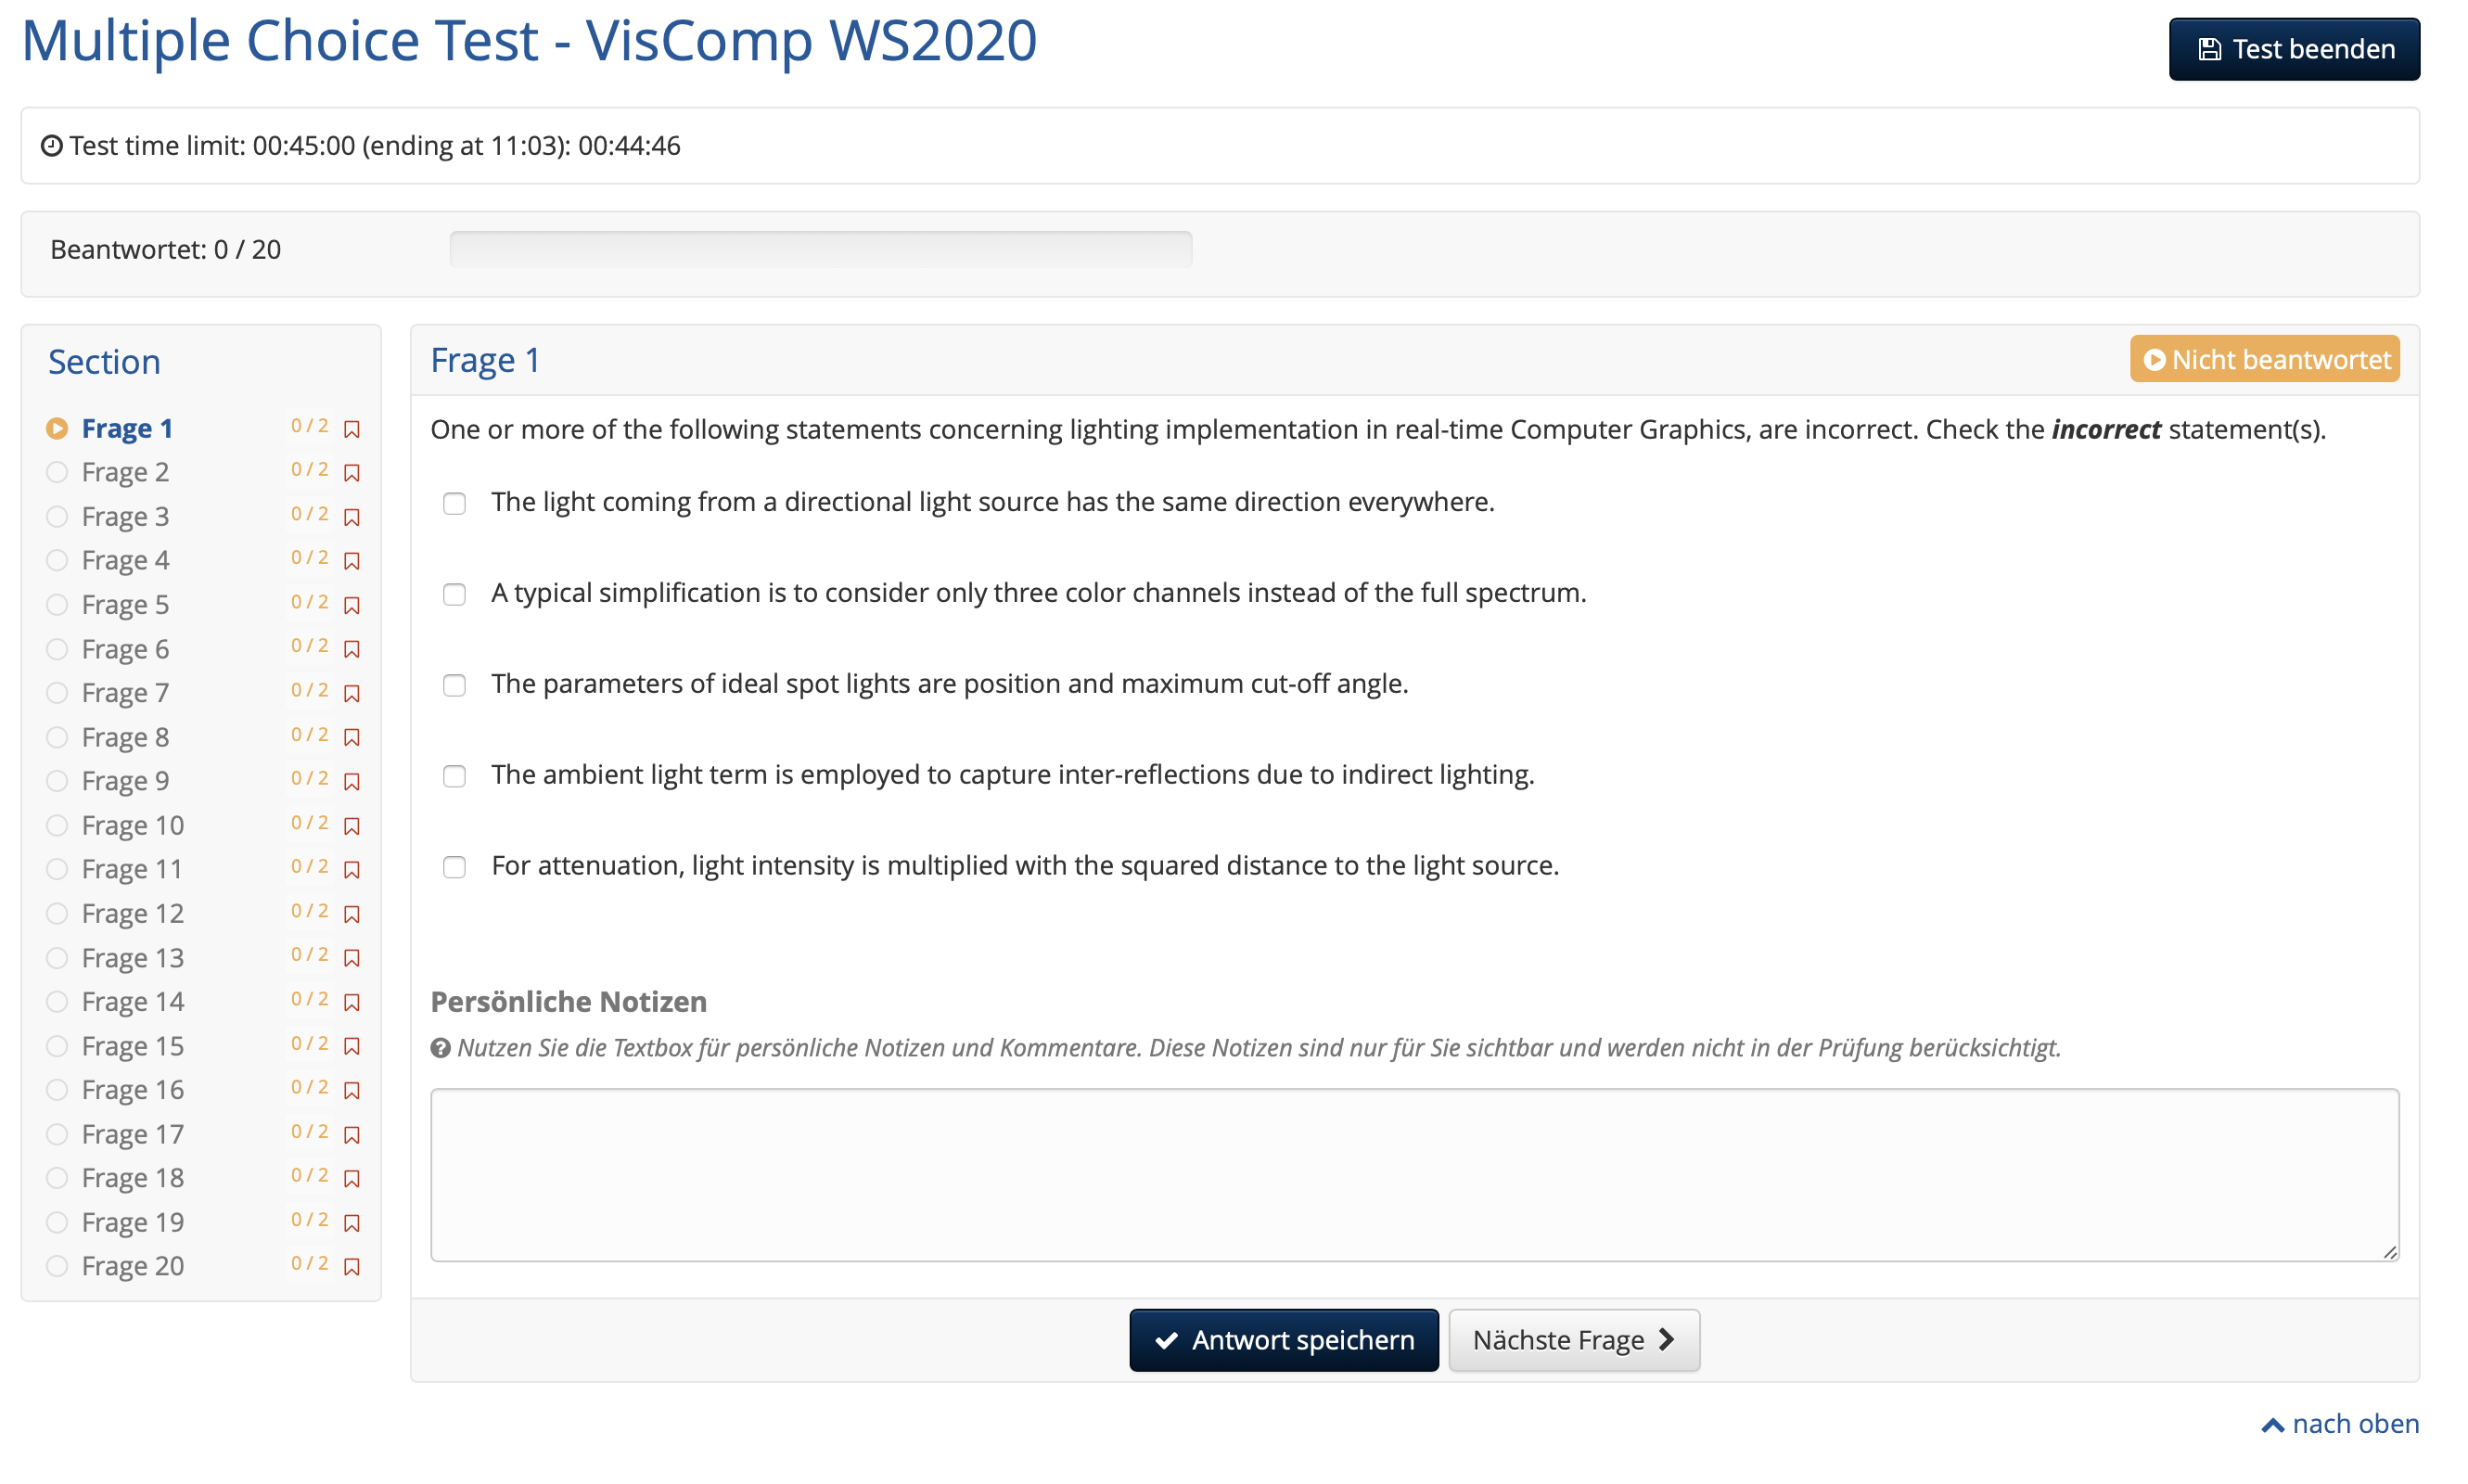 Multiple Choice Test - VisComp WS2020
Test beenden
Test time limit: 00:45:00 (ending at 11:03): 00:44:46
Beantwortet: 0 / 20
Section
Frage 1 0 / 2
Frage 2 0 / 2
Frage 3 0 / 2
Frage 4 0 / 2
Frage 5 0 / 2
Frage 6 0 / 2
Frage 7 0 / 2
Frage 8 0 / 2
Frage 9 0 / 2
Frage 10 0 / 2
Frage 11 0 / 2
Frage 12 0 / 2
Frage 13 0 / 2
Frage 14 0 / 2
Frage 15 0 / 2
Frage 16 0 / 2
Frage 17 0 / 2
Frage 18 0 / 2
Frage 19 0 / 2
Frage 20 0 / 2
Frage 1
Nicht beantwortet
One or more of the following statements concerning lighting implementation in real-time Computer Graphics, are incorrect. Check the incorrect statement(s).
The light coming from a directional light source has the same direction everywhere.
A typical simplification is to consider only three color channels instead of the full spectrum.
The parameters of ideal spot lights are position and maximum cut-off angle.
The ambient light term is employed to capture inter-reflections due to indirect lighting.
For attenuation, light intensity is multiplied with the squared distance to the light source.
Persönliche Notizen
Nutzen Sie die Textbox für persönliche Notizen und Kommentare. Diese Notizen sind nur für Sie sichtbar und werden nicht in der Prüfung berücksichtigt.
Antwort speichern
Nächste Frage
nach oben